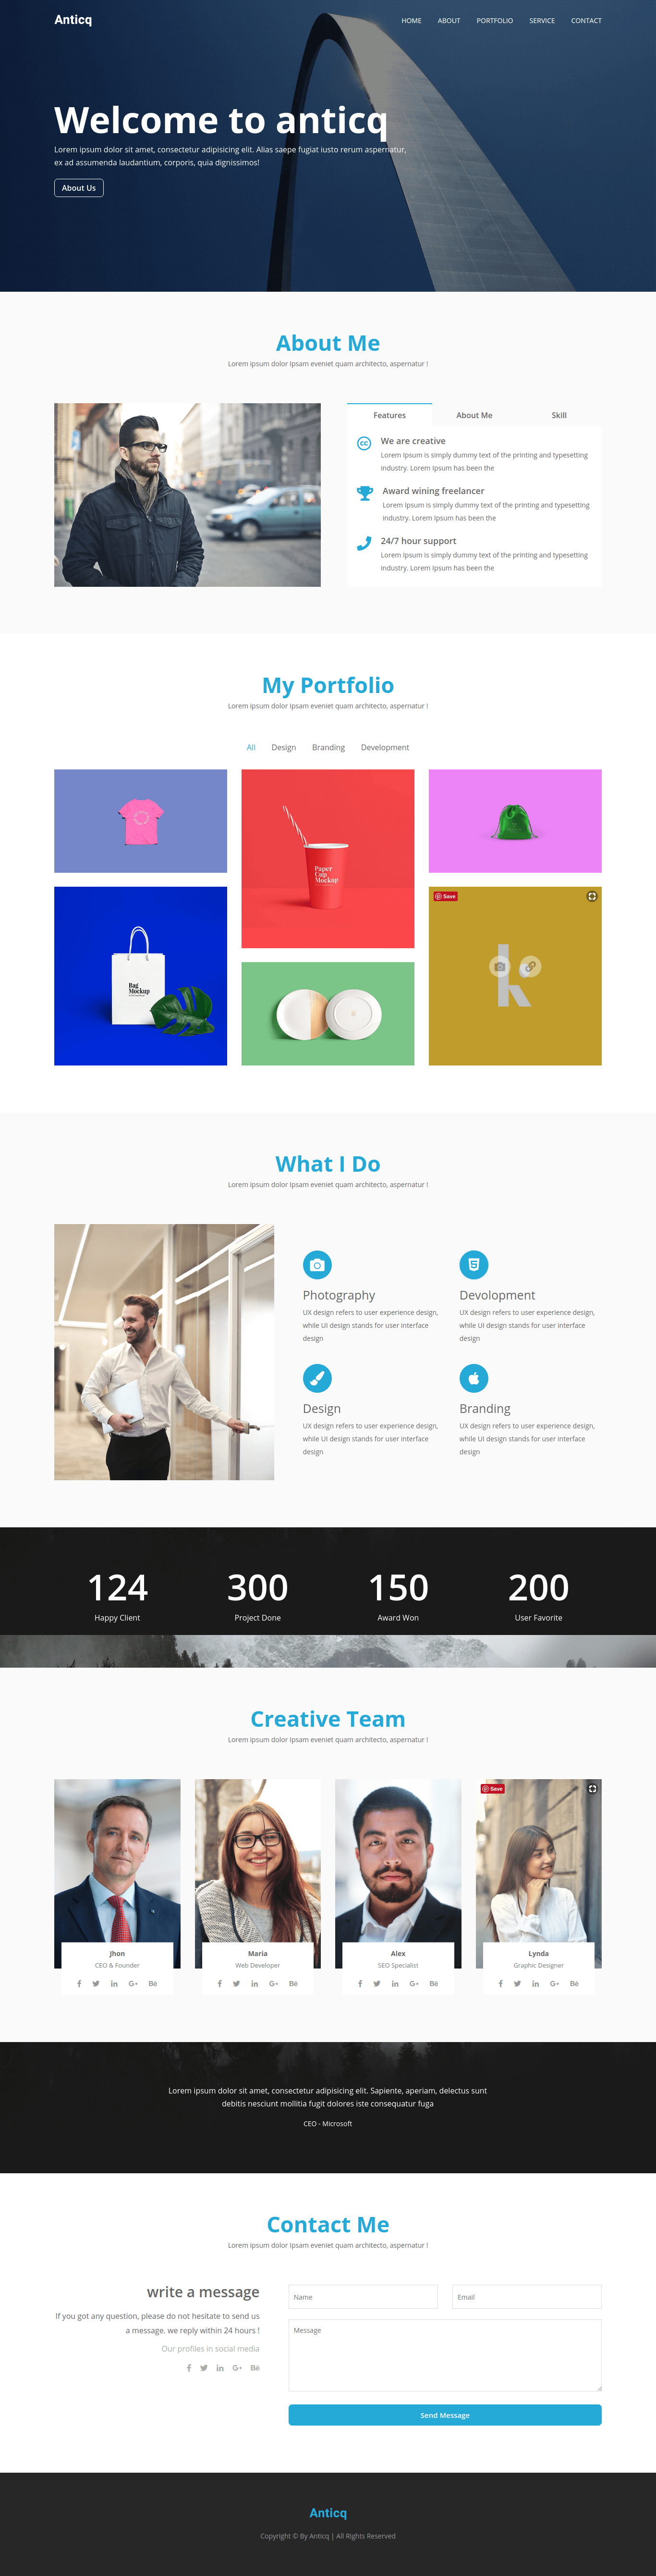 Anticq
HOME ABOUT PORTFOLIO SERVICE CONTACT
Welcome to anticq
Lorem ipsum dolor sit amet, consectetur adipisicing elit. Alias saepe fugiat iusto rerum aspernatur,
ex ad assumenda laudantium, corporis, quia dignissimos!
About Us
About Me
Lorem ipsum dolor Ipsam eveniet quam architecto, aspernatur !
Features About Me Skill
We are creative
Lorem Ipsum is simply dummy text of the printing and typesetting
industry. Lorem Ipsum has been the
Award wining freelancer
Lorem Ipsum is simply dummy text of the printing and typesetting
industry. Lorem Ipsum has been the
24/7 hour support
Lorem Ipsum is simply dummy text of the printing and typesetting
industry. Lorem Ipsum has been the
My Portfolio
Lorem ipsum dolor Ipsam eveniet quam architecto, aspernatur !
All Design Branding Development
Paper
Cup
Mockup
Bag
Mockup
Save
k
What I Do
Lorem ipsum dolor Ipsam eveniet quam architecto, aspernatur !
Photography
UX design refers to user experience design,
while UI design stands for user interface
design
Devolopment
UX design refers to user experience design,
while UI design stands for user interface
design
Design
UX design refers to user experience design,
while UI design stands for user interface
design
Branding
UX design refers to user experience design,
while UI design stands for user interface
design
124
Happy Client
300
Project Done
150
Award Won
200
User Favorite
Creative Team
Lorem ipsum dolor Ipsam eveniet quam architecto, aspernatur !
Save
Jhon
CEO & Founder
Maria
Web Developer
Alex
SEO Specialist
Lynda
Graphic Designer
Lorem ipsum dolor sit amet, consectetur adipisicing elit. Sapiente, aperiam, delectus sunt
debitis nesciunt mollitia fugit dolores iste consequatur fuga
CEO - Microsoft
Contact Me
Lorem ipsum dolor Ipsam eveniet quam architecto, aspernatur !
write a message
If you got any question, please do not hesitate to send us
a message. we reply within 24 hours !
Our profiles in social media
Name
Email
Message
Send Message
Anticq
Copyright © By Anticq | All Rights Reserved